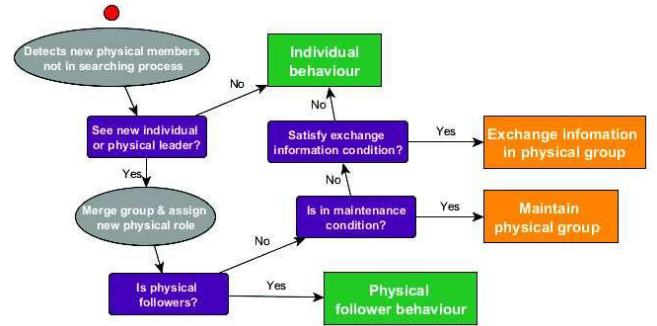 Detects new physical members
not in searching process
Individual
behaviour
No
See new individual
or physical leader?
No
Satisfy exchange
information condition?
Yes
Exchange infomation
in physical group
Yes
No
Merge group & assign
new physical role
Is in maintenance
condition?
Yes
Maintain
physical group
No
Is physical
followers?
Yes
Physical
follower behaviour